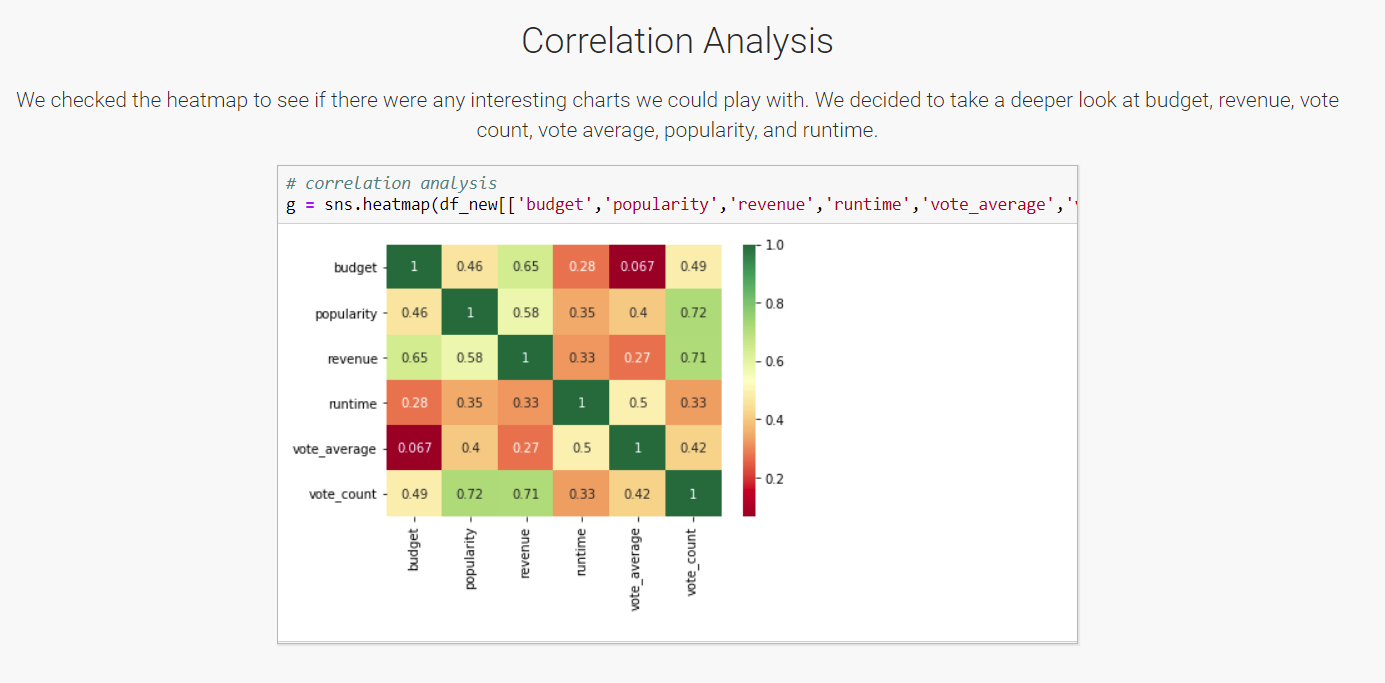 Correlation Analysis
We checked the heatmap to see if there were any interesting charts we could play with. We decided to take a deeper look at budget, revenue, vote
count, vote average, popularity, and runtime.
# correlation analysis
g = sns.heatmap(df_new[['budget','popularity','revenue','runtime','vote_average','
budget 1 0.46 0.65 0.28 0.067 0.49
popularity 0.46 1 0.58 0.35 0.4 0.72
revenue 0.65 0.58 1 0.33 0.27 0.71
runtime 0.28 0.35 0.33 1 0.5 0.33
vote_average 0.067 0.4 0.27 0.5 1 0.42
vote_count 0.49 0.72 0.71 0.33 0.42 1
budget popularity revenue runtime vote_average vote_count
1.0
0.8
0.6
0.4
0.2